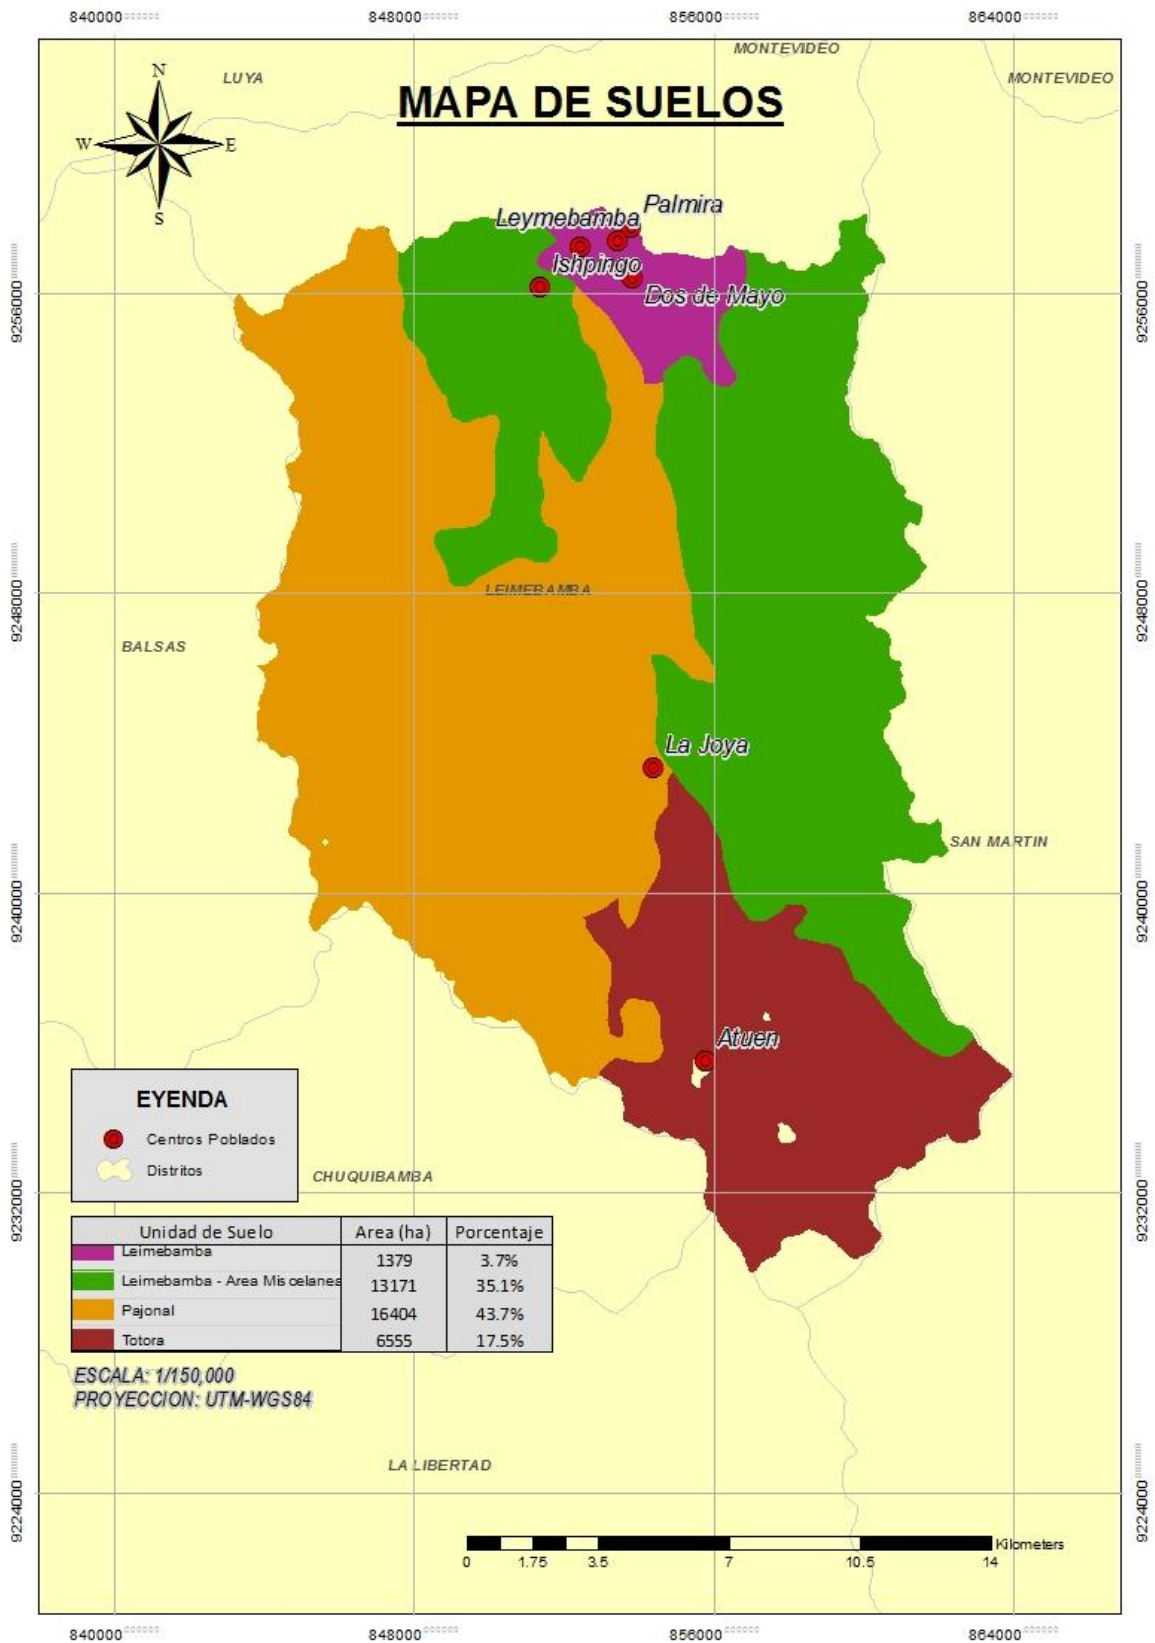 840000 848000 856000 864000
MONTEVIDEO
LUYA
MONTEVIDEO
MAPA DE SUELOS
N
W E
S
Palmira
Leymebamba
Ishpingo
Dos de Mayo
9256000 9256000
LEIMEBAMBA
9248000 9248000
BALSAS
La Joya
SAN MARTIN
9240000 9240000
Atuen
EYENDA
Centros Poblados
Distritos
CHUQUIBAMBA
9232000 9232000
Unidad de Suelo Area (ha) Porcentaje
Leimebamba 1379 3.7%
Leimebamba - Area Miscelanea 13171 35.1%
Pajonal 16404 43.7%
Totora 6555 17.5%
ESCALA: 1/150,000
PROYECCION: UTM-WGS84
LA LIBERTAD
9224000 9224000
Kilometers
0 1.75 3.5 7 10.5 14
840000 848000 856000 864000